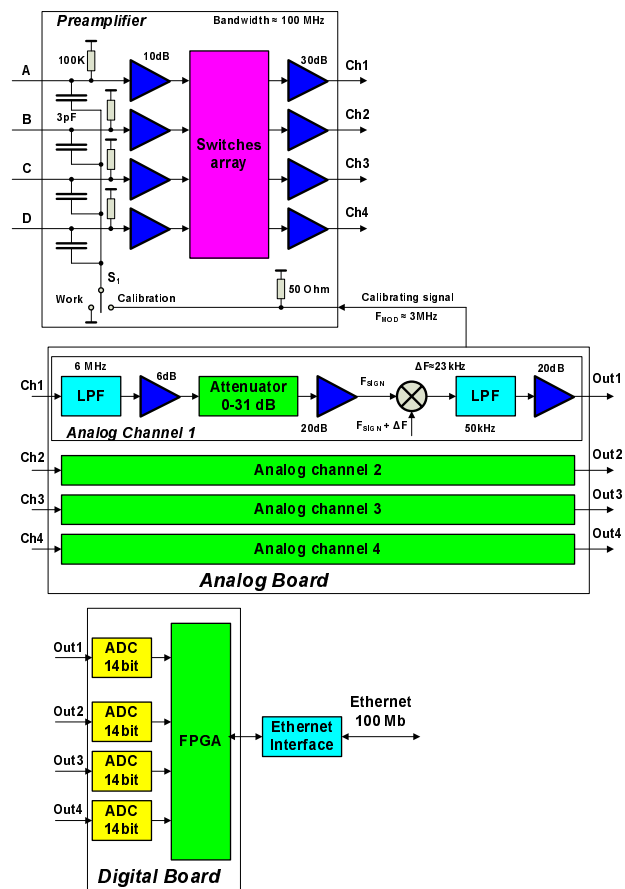 Preamplifier
Bandwidth ≈ 100 MHz
A
100K
10dB
30dB
Ch1
B
3pF
Ch2
Switches
array
C
Ch3
D
Ch4
S1
Work
Calibration
50 Ohm
Calibrating signal
FMOD ≈ 3MHz
Ch1
6 MHz
LPF
6dB
Attenuator
0-31 dB
20dB
FSIGN
FSIGN + ΔF
ΔF≈23kHz
LPF
50kHz
20dB
Out1
Analog Channel 1
Ch2
Analog channel 2
Out2
Ch3
Analog channel 3
Out3
Ch4
Analog channel 4
Out4
Analog Board
Out1
ADC
14bit
Out2
ADC
14bit
FPGA
Ethernet
Interface
Ethernet
100 Mb
Out3
ADC
14bit
Out4
ADC
14bit
Digital Board